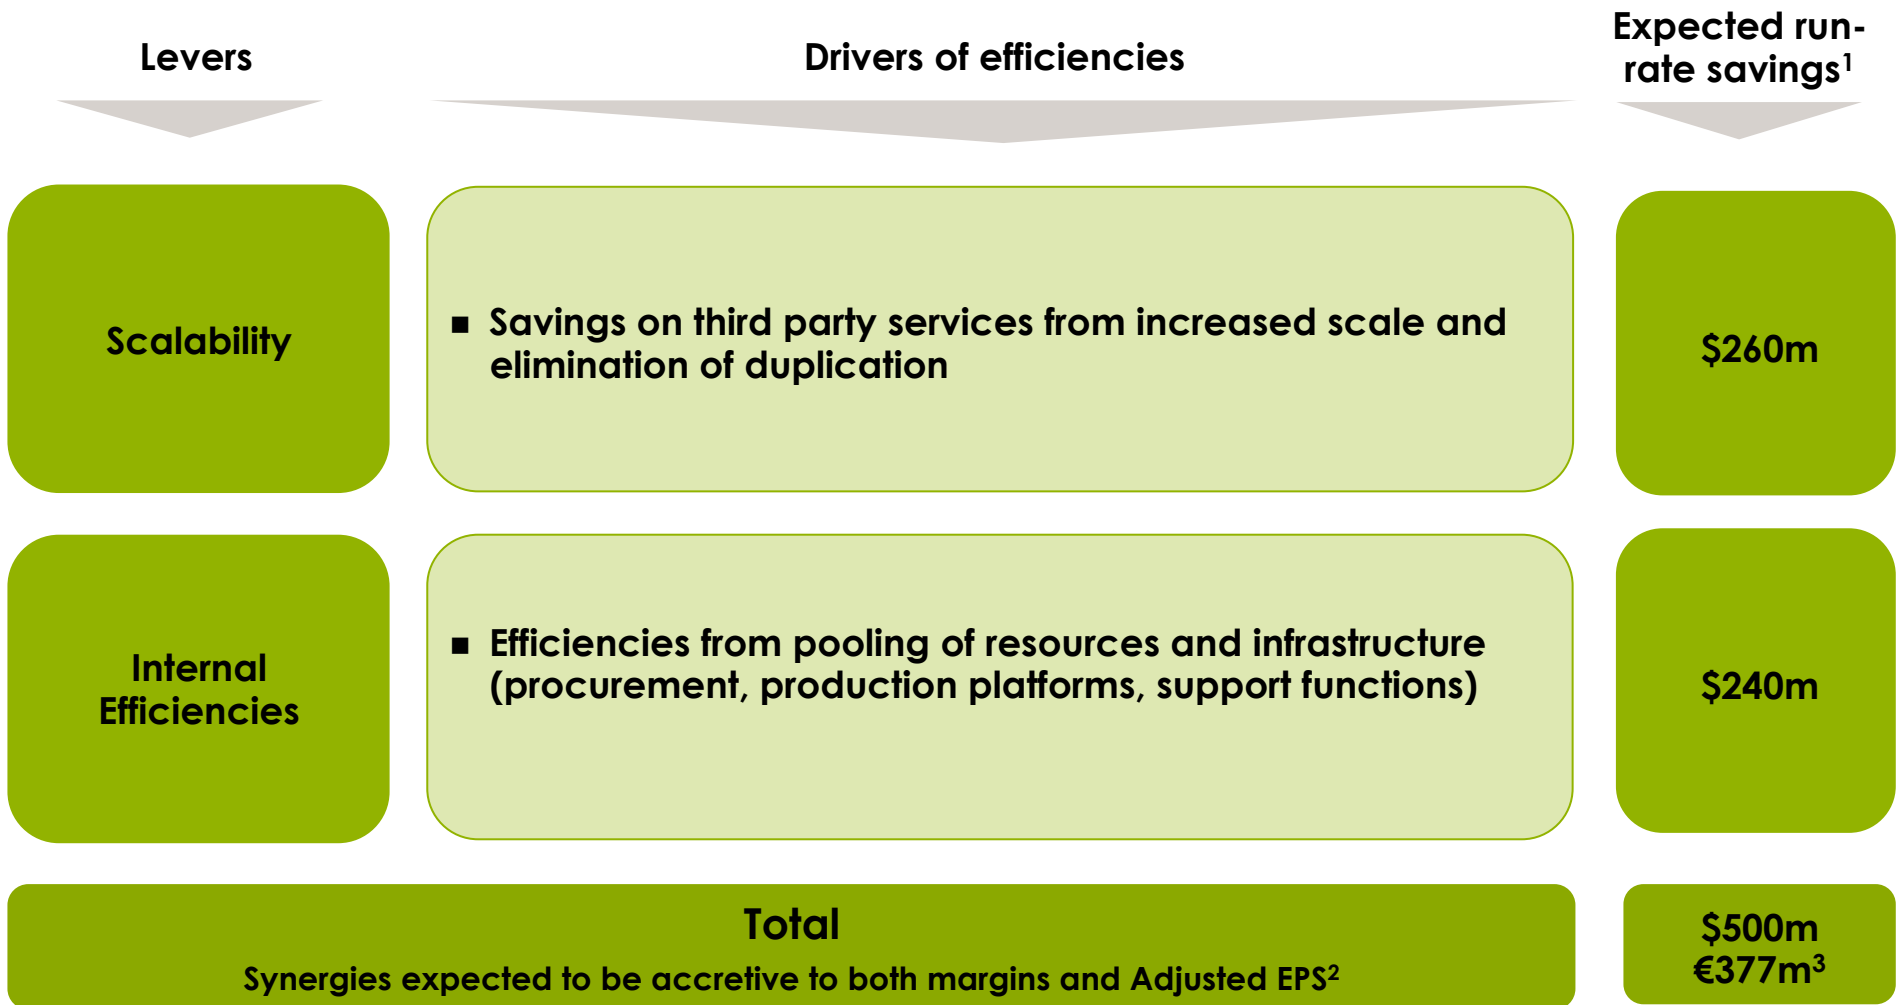 Levers
Drivers of efficiencies
Expected run-
rate savings¹
Scalability
■ Savings on third party services from increased scale and
elimination of duplication
$260m
Internal
Efficiencies
■ Efficiencies from pooling of resources and infrastructure
(procurement, production platforms, support functions)
$240m
Total
Synergies expected to be accretive to both margins and Adjusted EPS²
$500m
€377m³